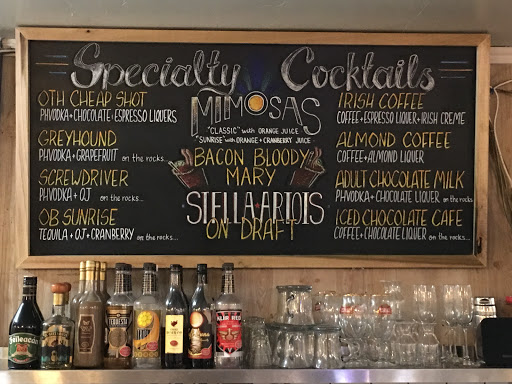 Specialty Cocktails
OTH CHEAP SHOT
PHVODKA + CHOCOLATE + ESPRESSO LIQUERS
GREYHOUND
PHVODKA + GRAPEFRUIT on the rocks...
SCREWDRIVER
PHVODKA + OJ on the rocks...
OB SUNRISE
TEQUILA + OJ + CRANBERRY on the rocks...
MIMOSAS
"CLASSIC" WITH ORANGE JUICE
"SUNRISE" WITH ORANGE + CRANBERRY JUICE
BACON BLOODY
MARY
STELLA ★ ARTOIS
ON DRAFT
IRISH COFFEE
COFFEE + ESPRESSO LIQUER + IRISH CREME
ALMOND COFFEE
COFFEE + ALMOND LIQUER
ADULT CHOCOLATE MILK
PHVODKA + CHOCOLATE LIQUER on the rocks...
ICED CHOCOLATE CAFE
COFFEE + CHOCOLATE LIQUER on the rocks...